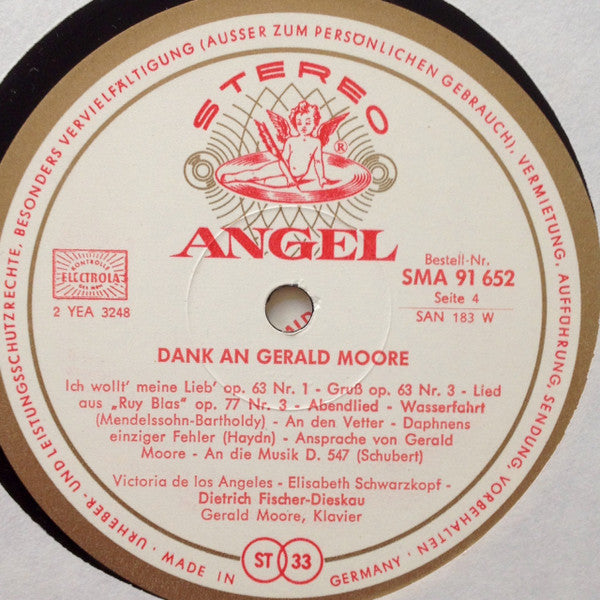 URHEBER- UND LEISTUNGSSCHUTZRECHTE, BESONDERS VERVIELFÄLTIGUNG (AUSSER ZUM PERSÖNLICHEN GEBRAUCH), VERMIETUNG, AUFFÜHRUNG, SENDUNG, VORBEHALTEN · MADE IN GERMANY ·
STEREO
®
ANGEL
KONTROLLE
ELECTROLA
2 YEA 3248
Bestell-Nr.
SMA 91 652
Seite 4
SAN 183 W
DANK AN GERALD MOORE
Ich wollt' meine Lieb' op. 63 Nr. 1 - Gruß op. 63 Nr. 3 - Lied
aus „Ruy Blas" op. 77 Nr. 3 - Abendlied - Wasserfahrt
(Mendelssohn-Bartholdy) - An den Vetter - Daphnens
einziger Fehler (Haydn) - Ansprache von Gerald
Moore - An die Musik D. 547 (Schubert)
Victoria de los Angeles - Elisabeth Schwarzkopf -
Dietrich Fischer-Dieskau
Gerald Moore, Klavier
ST 33